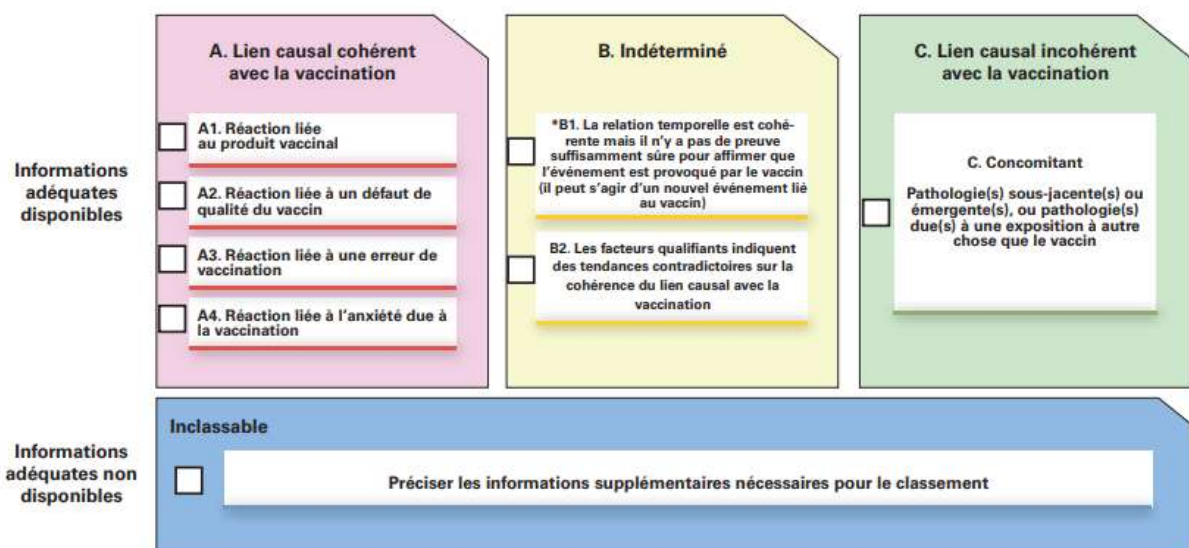 A. Lien causal cohérent
avec la vaccination
B. Indéterminé
C. Lien causal incohérent
avec la vaccination
Informations
adéquates
disponibles
A1. Réaction liée
au produit vaccinal
A2. Réaction liée à un défaut de
qualité du vaccin
A3. Réaction liée à une erreur de
vaccination
A4. Réaction liée à l'anxiété due à
la vaccination
*B1. La relation temporelle est cohé-
rente mais il n'y a pas de preuve
suffisamment sûre pour affirmer que
l'événement est provoqué par le vaccin
(il peut s'agir d'un nouvel événement lié
au vaccin)
B2. Les facteurs qualifiants indiquent
des tendances contradictoires sur la
cohérence du lien causal avec la
vaccination
C. Concomitant
Pathologie(s) sous-jacente(s) ou
émergente(s), ou pathologie(s)
due(s) à une exposition à autre
chose que le vaccin
Informations
adéquates non
disponibles
Inclassable
Préciser les informations supplémentaires nécessaires pour le classement